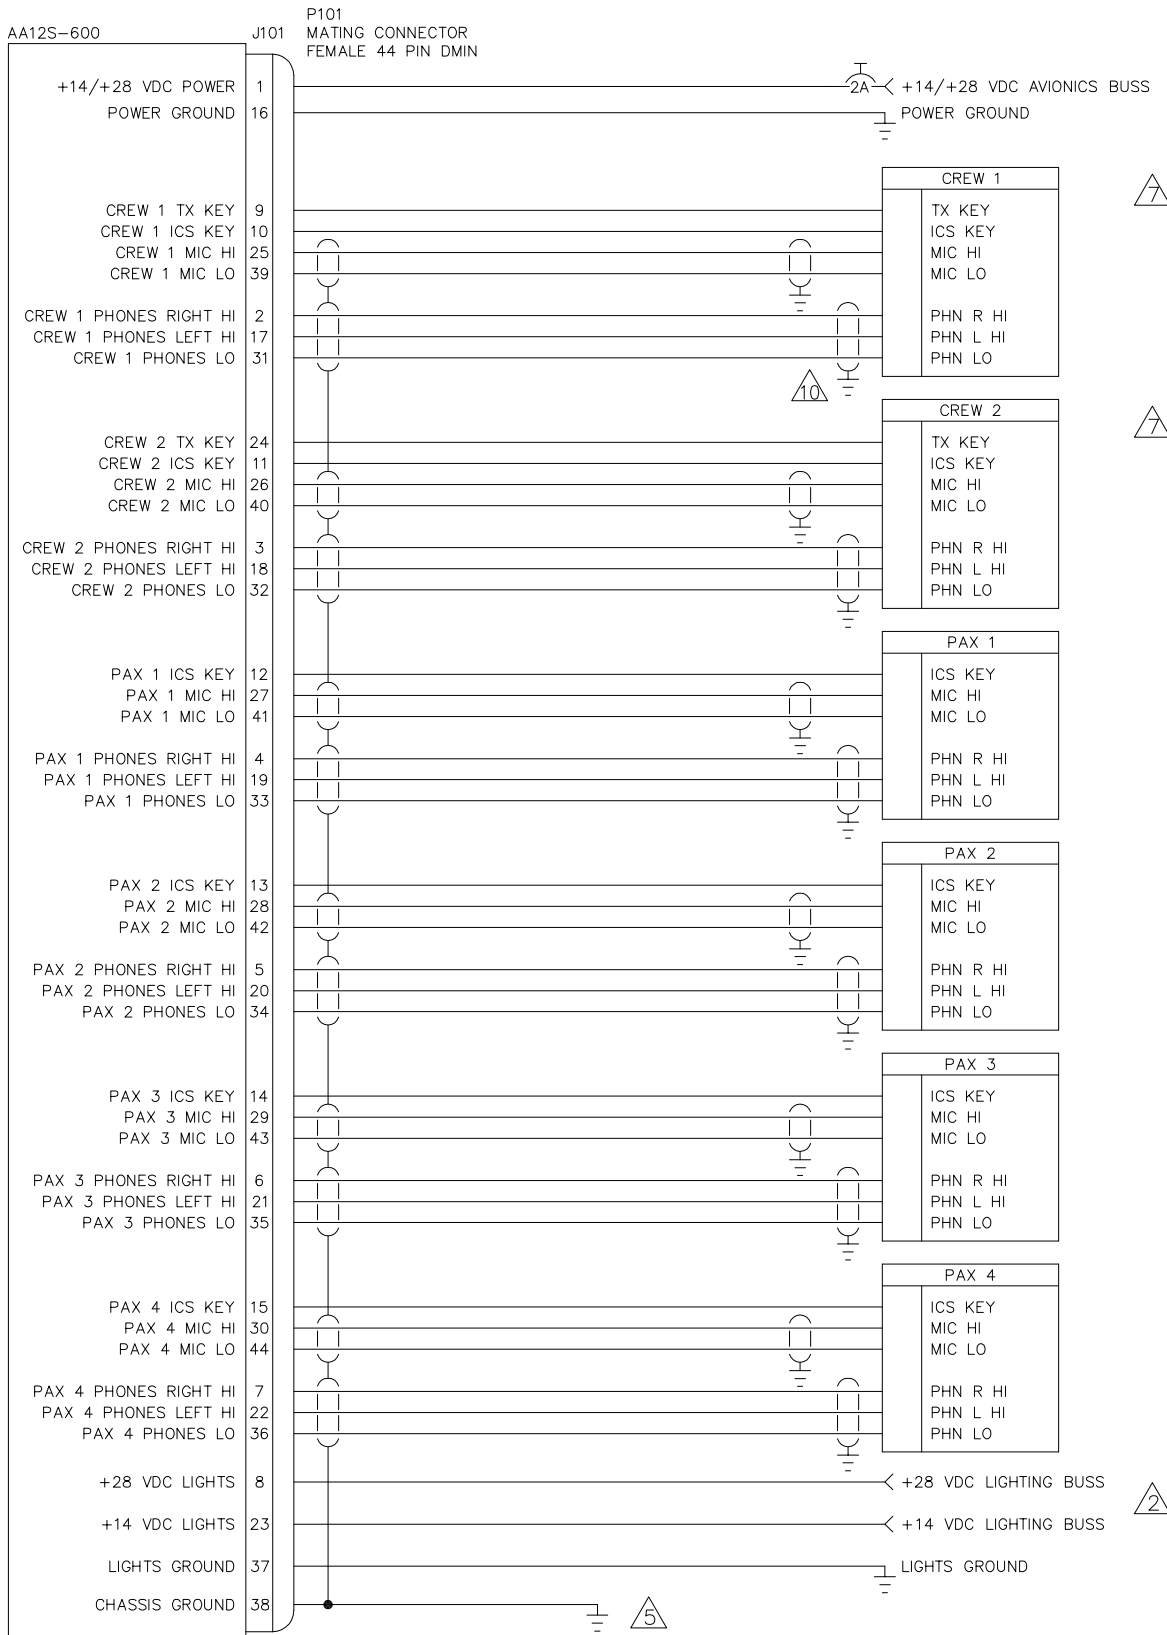 P101
AA12S-600 J101 MATING CONNECTOR
FEMALE 44 PIN DMIN
+14/+28 VDC POWER 1 2A +14/+28 VDC AVIONICS BUSS
POWER GROUND 16 POWER GROUND
CREW 1
7
CREW 1 TX KEY 9 TX KEY
CREW 1 ICS KEY 10 ICS KEY
CREW 1 MIC HI 25 MIC HI
CREW 1 MIC LO 39 MIC LO
CREW 1 PHONES RIGHT HI 2 PHN R HI
CREW 1 PHONES LEFT HI 17 PHN L HI
CREW 1 PHONES LO 31 PHN LO
10
CREW 2
7
CREW 2 TX KEY 24 TX KEY
CREW 2 ICS KEY 11 ICS KEY
CREW 2 MIC HI 26 MIC HI
CREW 2 MIC LO 40 MIC LO
CREW 2 PHONES RIGHT HI 3 PHN R HI
CREW 2 PHONES LEFT HI 18 PHN L HI
CREW 2 PHONES LO 32 PHN LO
PAX 1
PAX 1 ICS KEY 12 ICS KEY
PAX 1 MIC HI 27 MIC HI
PAX 1 MIC LO 41 MIC LO
PAX 1 PHONES RIGHT HI 4 PHN R HI
PAX 1 PHONES LEFT HI 19 PHN L HI
PAX 1 PHONES LO 33 PHN LO
PAX 2
PAX 2 ICS KEY 13 ICS KEY
PAX 2 MIC HI 28 MIC HI
PAX 2 MIC LO 42 MIC LO
PAX 2 PHONES RIGHT HI 5 PHN R HI
PAX 2 PHONES LEFT HI 20 PHN L HI
PAX 2 PHONES LO 34 PHN LO
PAX 3
PAX 3 ICS KEY 14 ICS KEY
PAX 3 MIC HI 29 MIC HI
PAX 3 MIC LO 43 MIC LO
PAX 3 PHONES RIGHT HI 6 PHN R HI
PAX 3 PHONES LEFT HI 21 PHN L HI
PAX 3 PHONES LO 35 PHN LO
PAX 4
PAX 4 ICS KEY 15 ICS KEY
PAX 4 MIC HI 30 MIC HI
PAX 4 MIC LO 44 MIC LO
PAX 4 PHONES RIGHT HI 7 PHN R HI
PAX 4 PHONES LEFT HI 22 PHN L HI
PAX 4 PHONES LO 36 PHN LO
+28 VDC LIGHTS 8 +28 VDC LIGHTING BUSS
2
+14 VDC LIGHTS 23 +14 VDC LIGHTING BUSS
LIGHTS GROUND 37 LIGHTS GROUND
CHASSIS GROUND 38 5